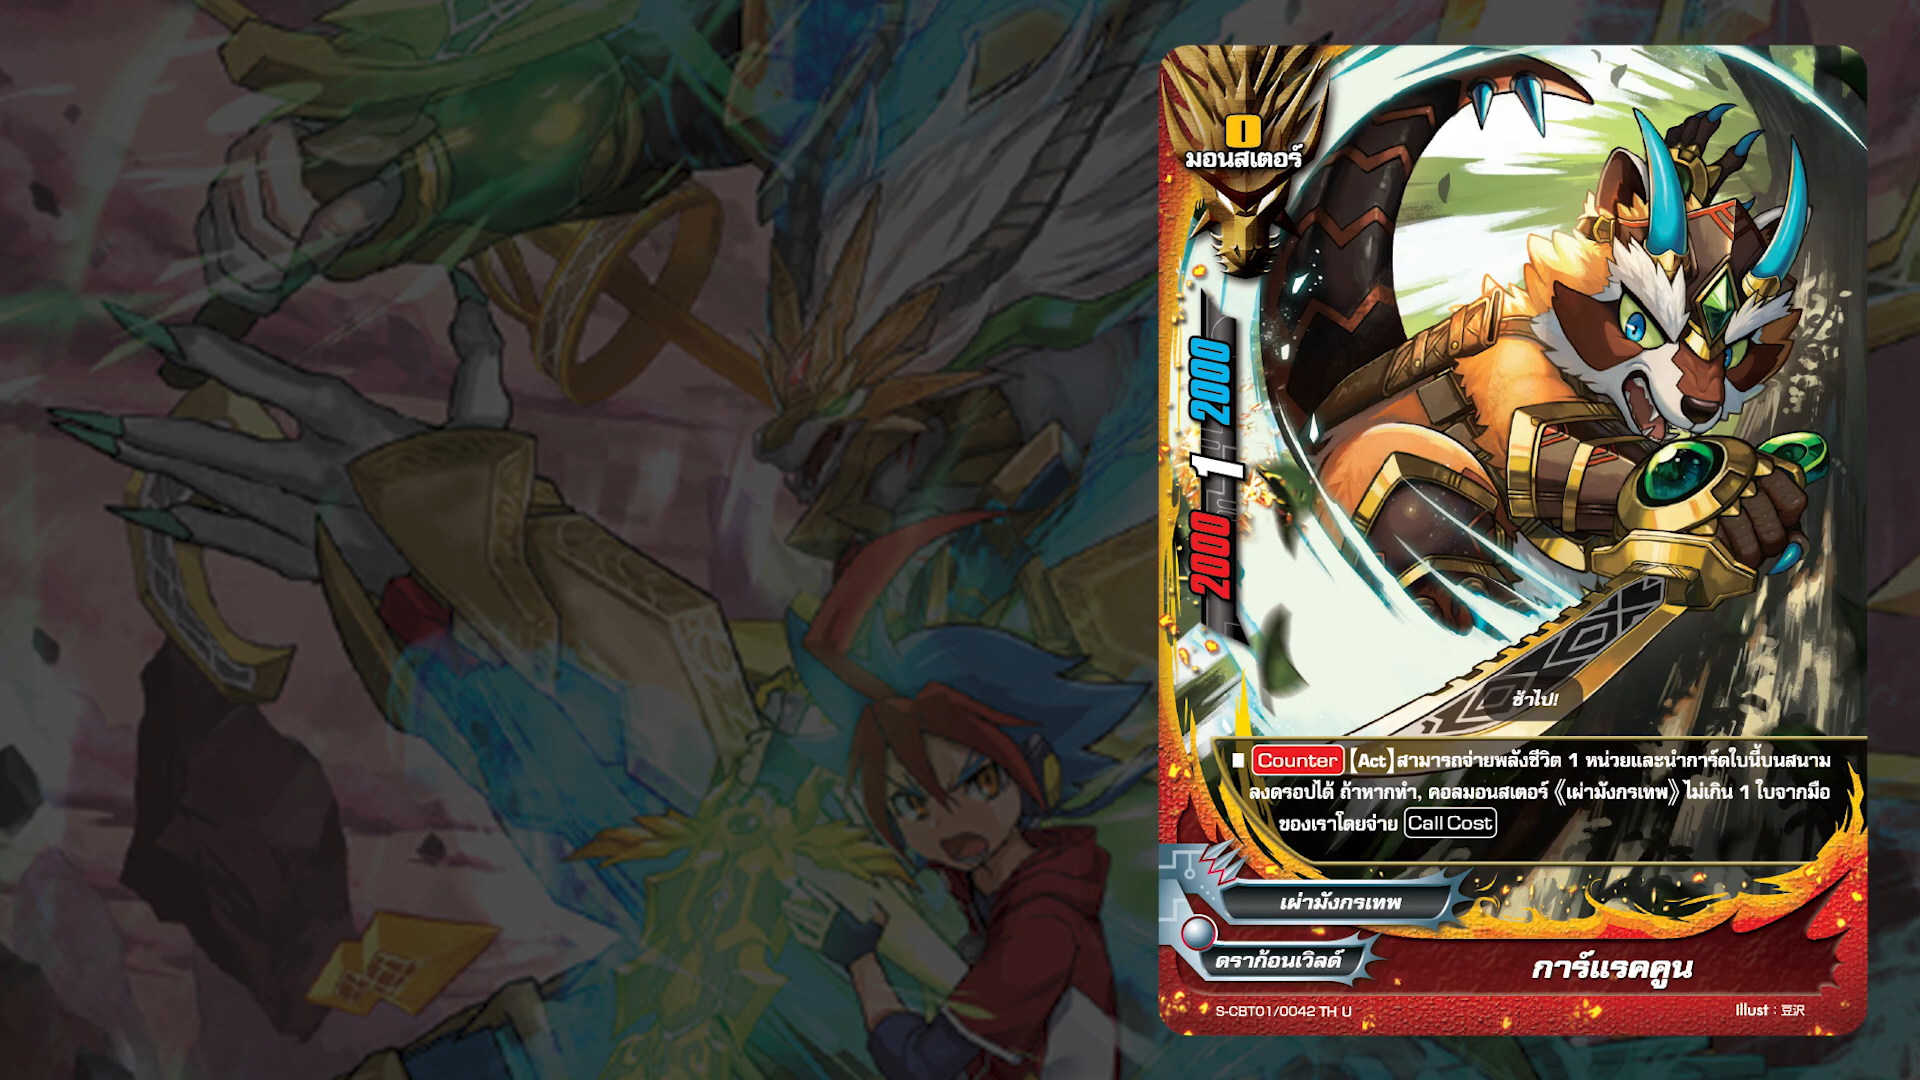 0
มอนสเตอร์
2000
1
2000
ช้าไป!
■ Counter 【Act】สามารถจ่ายพลังชีวิต 1 หน่วยและนำการ์ดใบนี้บนสนาม
ลงดรอปได้ ถ้าหากทำ, คอลมอนสเตอร์《เผ่ามังกรเทพ》ไม่เกิน 1 ใบจากมือ
ของเราโดยจ่าย Call Cost
เผ่ามังกรเทพ
ดราก้อนเวิลด์
การ์แรคคูน
S-CBT01/0042 TH U
Illust : 豆沢